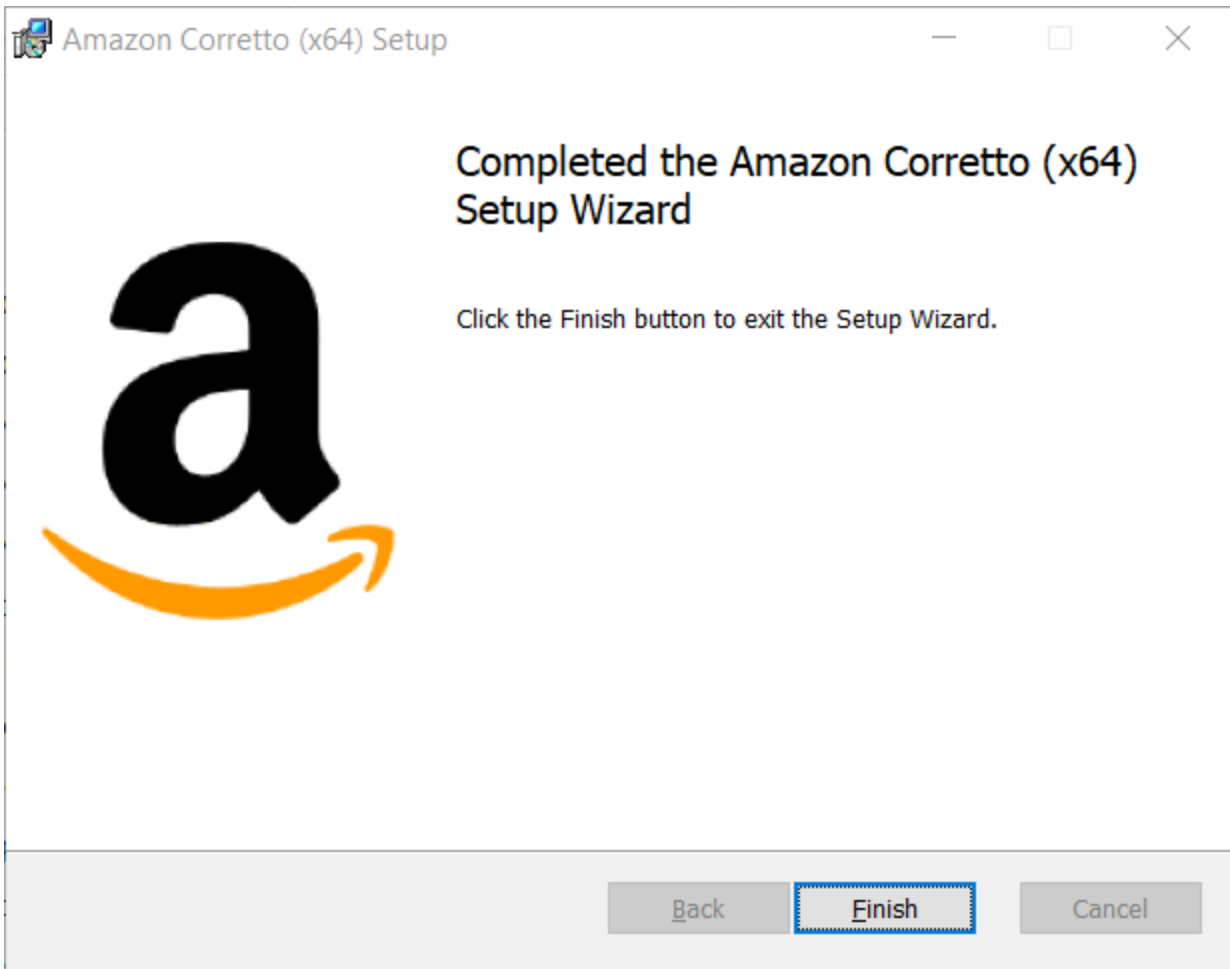 Amazon Corretto (x64) Setup
Completed the Amazon Corretto (x64)
Setup Wizard
Click the Finish button to exit the Setup Wizard.
Back
Finish
Cancel